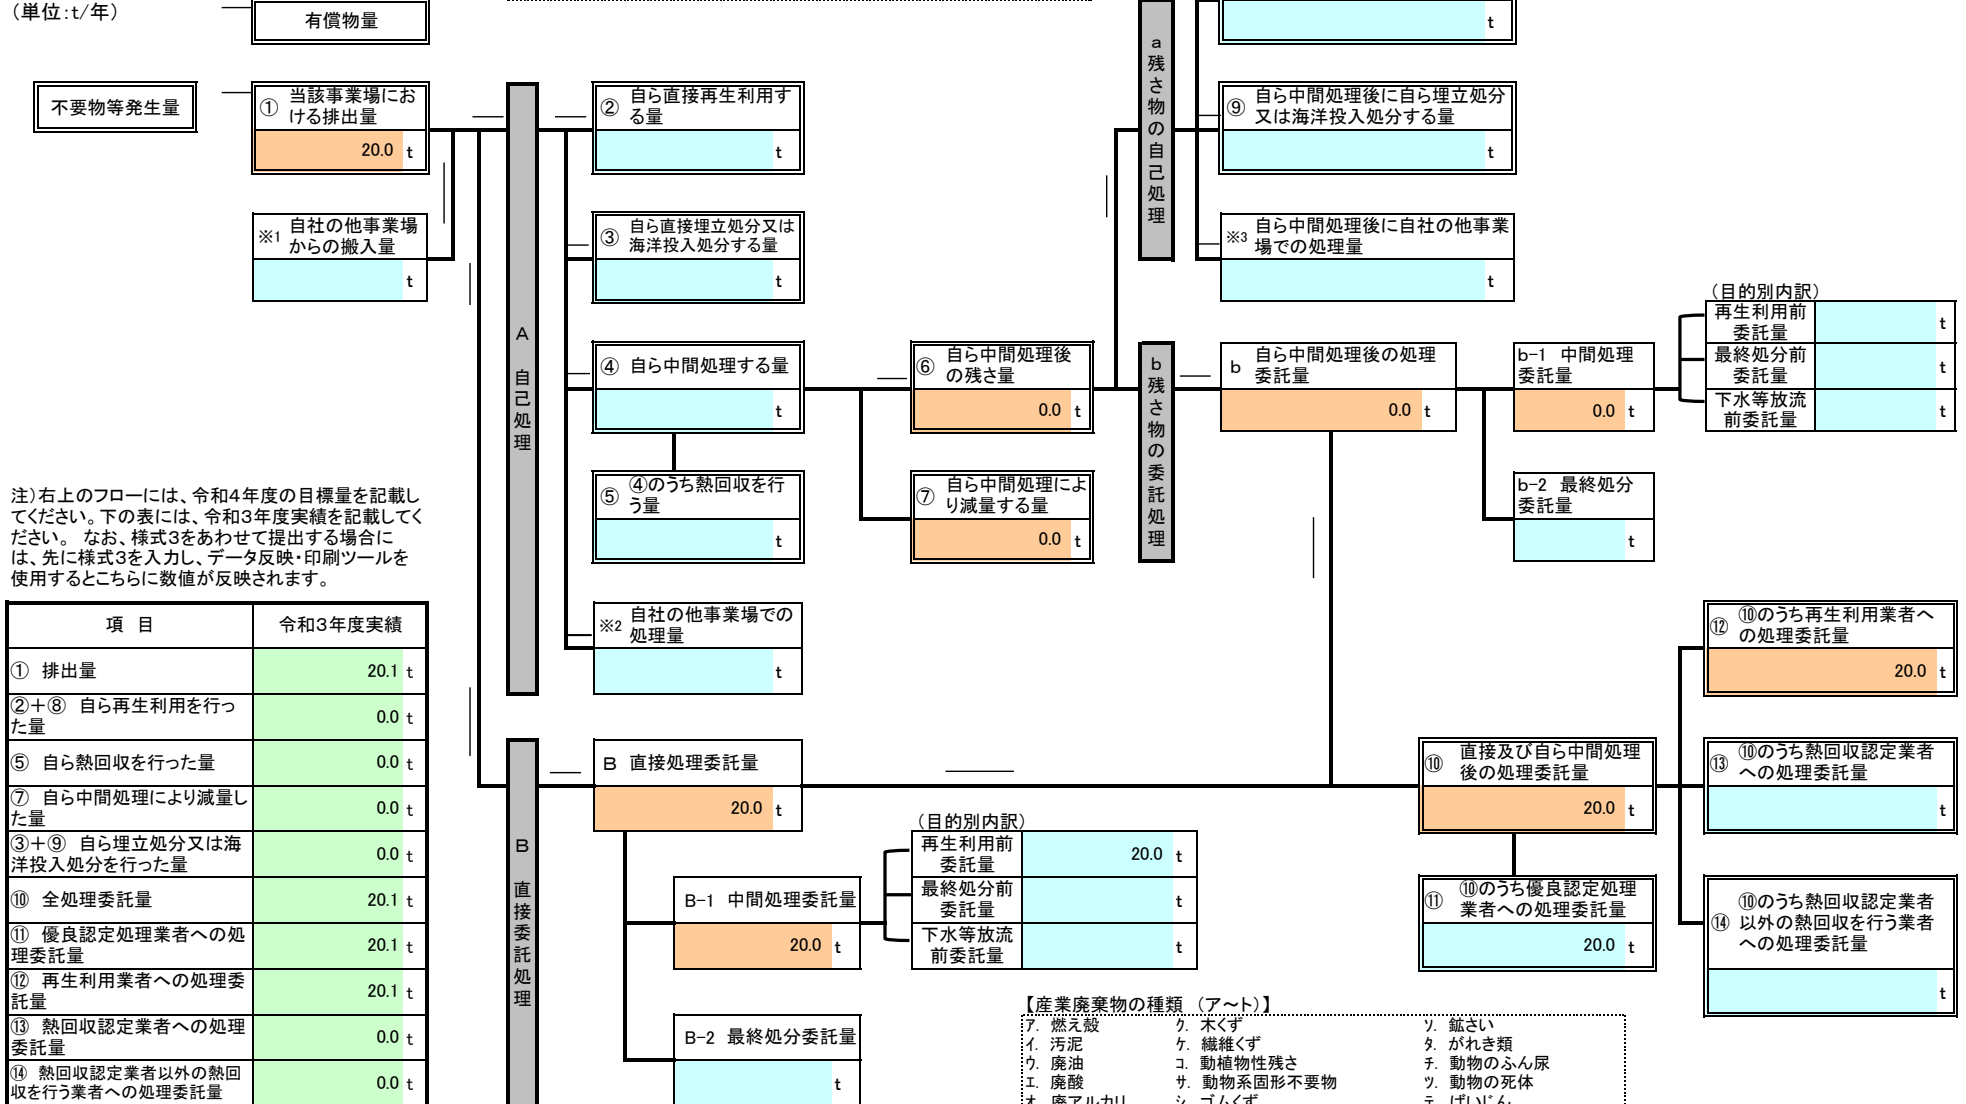 （単位:t/年）
有償物量
t
不要物等発生量
① 当該事業場にお
ける排出量
20.0 t
※1 自社の他事業場
からの搬入量
t
A 自己処理
② 自ら直接再生利用す
る量
t
③ 自ら直接埋立処分又は
海洋投入処分する量
t
④ 自ら中間処理する量
t
⑤ ④のうち熱回収を行
う量
t
※2 自社の他事業場での
処理量
t
⑥ 自ら中間処理後
の残さ量
0.0 t
⑦ 自ら中間処理によ
り減量する量
0.0 t
a残さ物の自己処理
⑨ 自ら中間処理後に自ら埋立処分
又は海洋投入処分する量
t
※3 自ら中間処理後に自社の他事業
場での処理量
t
b残さ物の委託処理
b 自ら中間処理後の処理
委託量
0.0 t
b-1 中間処理
委託量
0.0 t
b-2 最終処分
委託量
t
（目的別内訳）
再生利用前
委託量
t
最終処分前
委託量
t
下水等放流
前委託量
t
注）右上のフローには、令和４年度の目標量を記載し
てください。下の表には、令和３年度実績を記載してく
ださい。 なお、様式３をあわせて提出する場合に
は、先に様式３を入力し、データ反映・印刷ツールを
使用するとこちらに数値が反映されます。
項 目 令和３年度実績
① 排出量 20.1 t
②＋⑧ 自ら再生利用を行っ
た量 0.0 t
⑤ 自ら熱回収を行った量 0.0 t
⑦ 自ら中間処理により減量し
た量 0.0 t
③＋⑨ 自ら埋立処分又は海
洋投入処分を行った量 0.0 t
⑩ 全処理委託量 20.1 t
⑪ 優良認定処理業者への処
理委託量 20.1 t
⑫ 再生利用業者への処理委
託量 20.1 t
⑬ 熱回収認定業者への処理
委託量 0.0 t
⑭ 熱回収認定業者以外の熱回
収を行う業者への処理委託量 0.0 t
B 直接委託処理
B 直接処理委託量
20.0 t
B-1 中間処理委託量
20.0 t
B-2 最終処分委託量
t
（目的別内訳）
再生利用前
委託量
20.0 t
最終処分前
委託量
t
下水等放流
前委託量
t
⑩ 直接及び自ら中間処理
後の処理委託量
20.0 t
⑪ ⑩のうち優良認定処理
業者への処理委託量
20.0 t
⑫ ⑩のうち再生利用業者へ
の処理委託量
20.0 t
⑬ ⑩のうち熱回収認定業者
への処理委託量
t
⑭ ⑩のうち熱回収認定業者
以外の熱回収を行う業者
への処理委託量
t
【産業廃棄物の種類 （ア～ト）】
ｱ. 燃え殻 ｸ. 木くず ｿ. 鉱さい
ｲ. 汚泥 ｹ. 繊維くず ﾀ. がれき類
ｳ. 廃油 ｺ. 動植物性残さ ﾁ. 動物のふん尿
ｴ. 廃酸 ｻ. 動物系固形不要物 ﾂ. 動物の死体
ｵ. 廃アルカリ ｼ. ゴムくず ﾃ. ばいじん